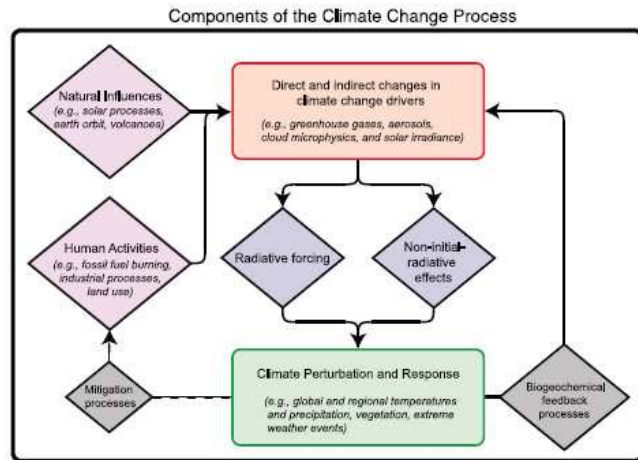 Components of the Climate Change Process
Natural Influences
(e.g., solar processes,
earth orbit, volcanoes)
Direct and indirect changes in
climate change drivers
(e.g., greenhouse gases, aerosols,
cloud microphysics, and solar irradiance)
Human Activities
(e.g., fossil fuel burning,
industrial processes,
land use)
Radiative forcing
Non-initial-
radiative
effects
Mitigation
processes
Climate Perturbation and Response
(e.g., global and regional temperatures
and precipitation, vegetation, extreme
weather events)
Biogeochemical
feedback
processes